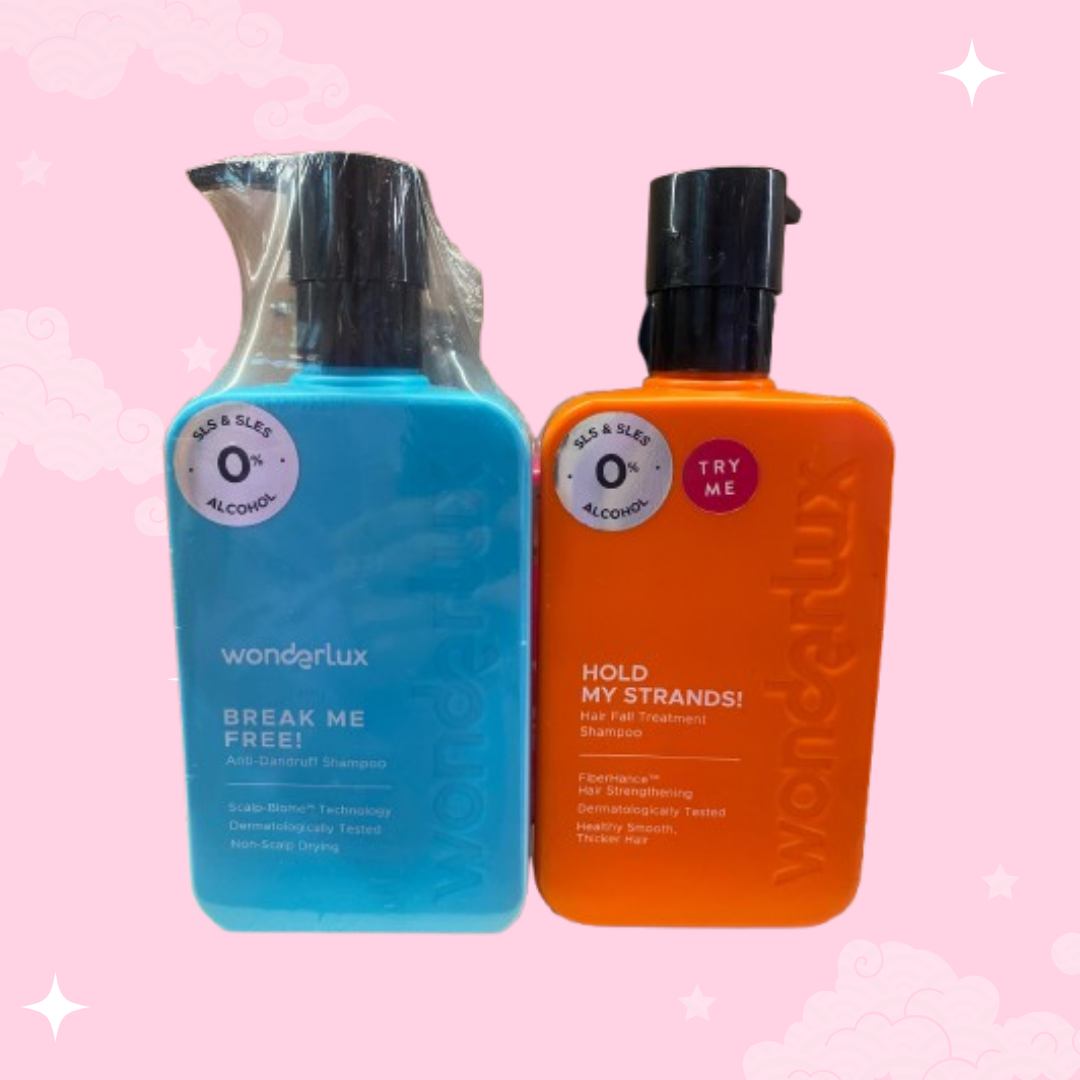 SLS & SLES
0%
ALCOHOL
wonderlux
BREAK ME
FREE!
Anti-Dandruff Shampoo
Scalp-Biome™ Technology
Dermatologically Tested
Non-Scalp Drying
wonderlux
SLS & SLES
0%
ALCOHOL
TRY
ME
HOLD
MY STRANDS!
Hair Fall Treatment
Shampoo
FiberHance™
Hair Strengthening
Dermatologically Tested
Healthy Smooth,
Thicker Hair
wonderlux